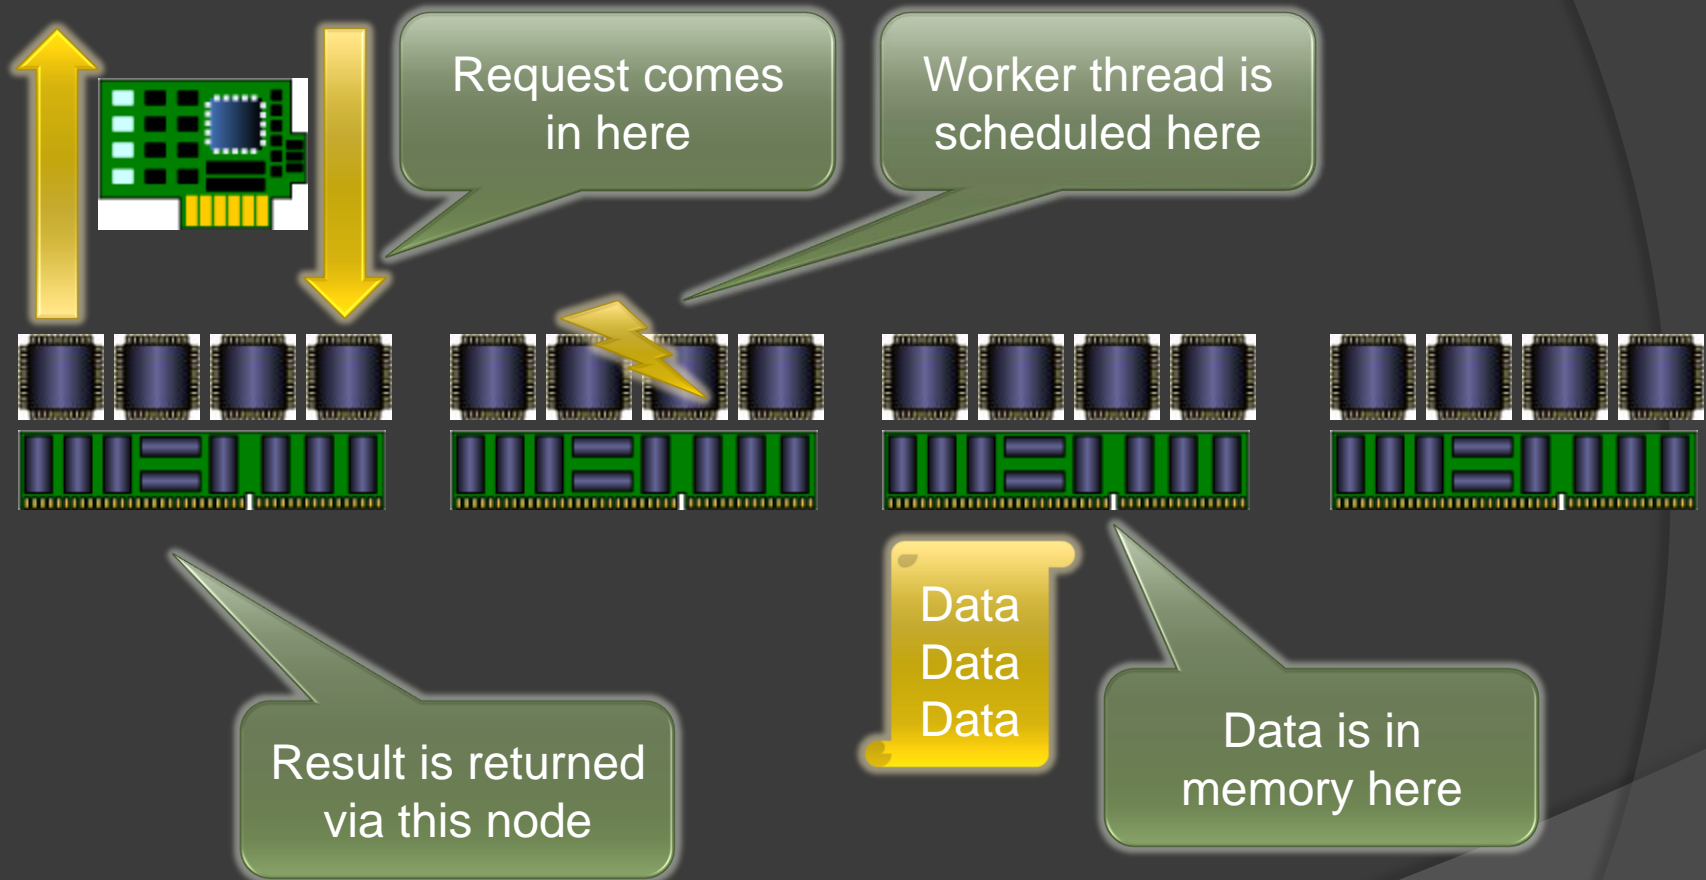 Request comes
in here
Worker thread is
scheduled here
Data
Data
Data
Data is in
memory here
Result is returned
via this node